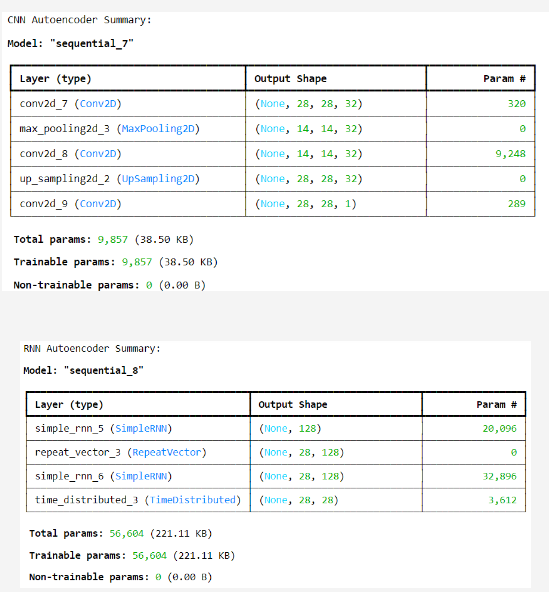 CNN Autoencoder Summary:
Model: "sequential_7"
Layer (type) Output Shape Param #
conv2d_7 (Conv2D) (None, 28, 28, 32) 320
max_pooling2d_3 (MaxPooling2D) (None, 14, 14, 32) 0
conv2d_8 (Conv2D) (None, 14, 14, 32) 9,248
up_sampling2d_2 (UpSampling2D) (None, 28, 28, 32) 0
conv2d_9 (Conv2D) (None, 28, 28, 1) 289
Total params: 9,857 (38.50 KB)
Trainable params: 9,857 (38.50 KB)
Non-trainable params: 0 (0.00 B)
RNN Autoencoder Summary:
Model: "sequential_8"
Layer (type) Output Shape Param #
simple_rnn_5 (SimpleRNN) (None, 128) 20,096
repeat_vector_3 (RepeatVector) (None, 28, 128) 0
simple_rnn_6 (SimpleRNN) (None, 28, 128) 32,896
time_distributed_3 (TimeDistributed) (None, 28, 28) 3,612
Total params: 56,604 (221.11 KB)
Trainable params: 56,604 (221.11 KB)
Non-trainable params: 0 (0.00 B)